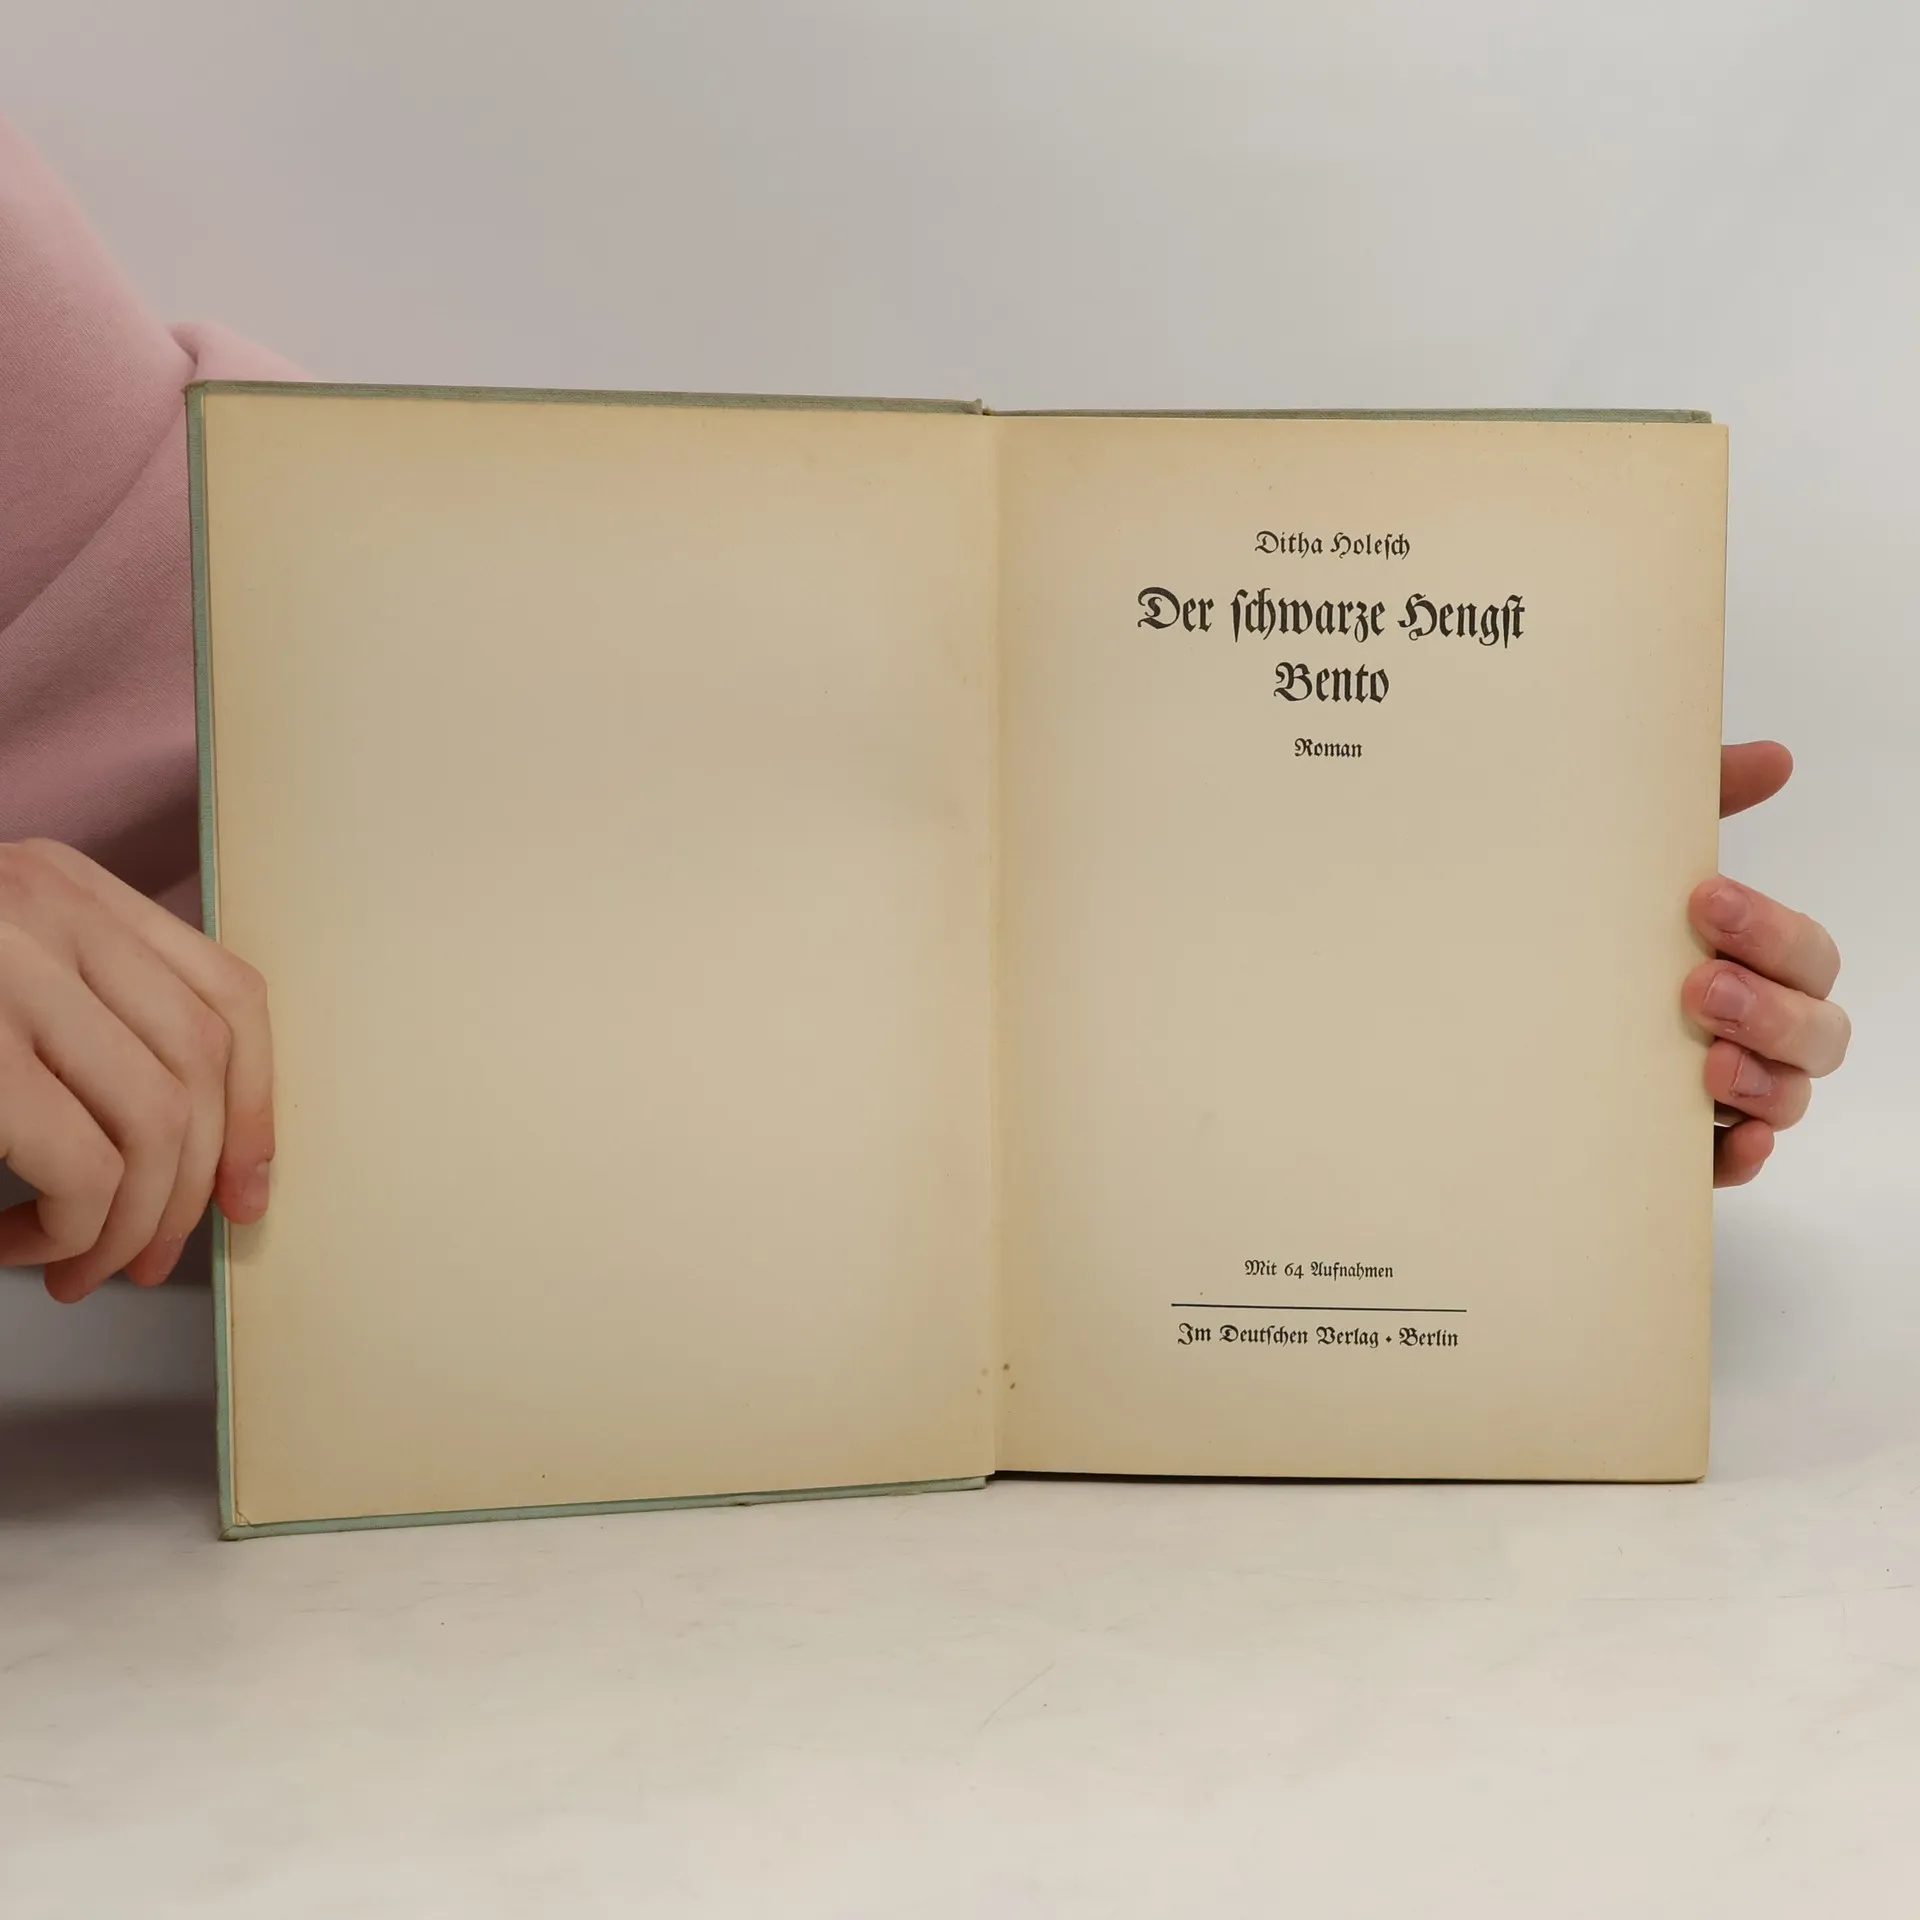 Ditha Holeſch
Der ſchwarze Hengſt
Bento
Roman
Mit 64 Aufnahmen
Im Deutſchen Verlag • Berlin